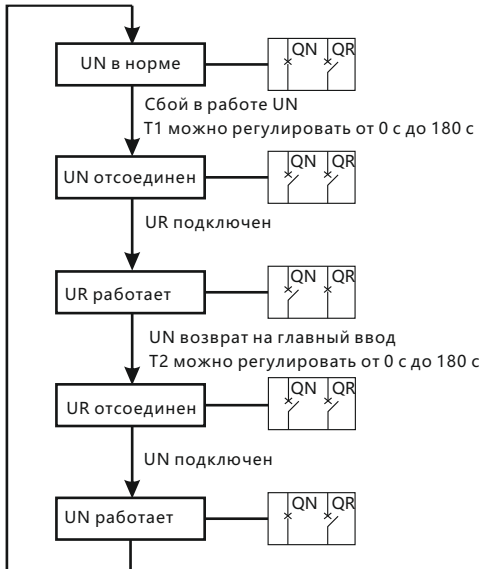 UN в норме
QN QR
Сбой в работе UN
T1 можно регулировать от 0 с до 180 с
UN отсоединен
QN QR
UR подключен
UR работает
QN QR
UN возврат на главный ввод
T2 можно регулировать от 0 с до 180 с
UR отсоединен
QN QR
UN подключен
UN работает
QN QR